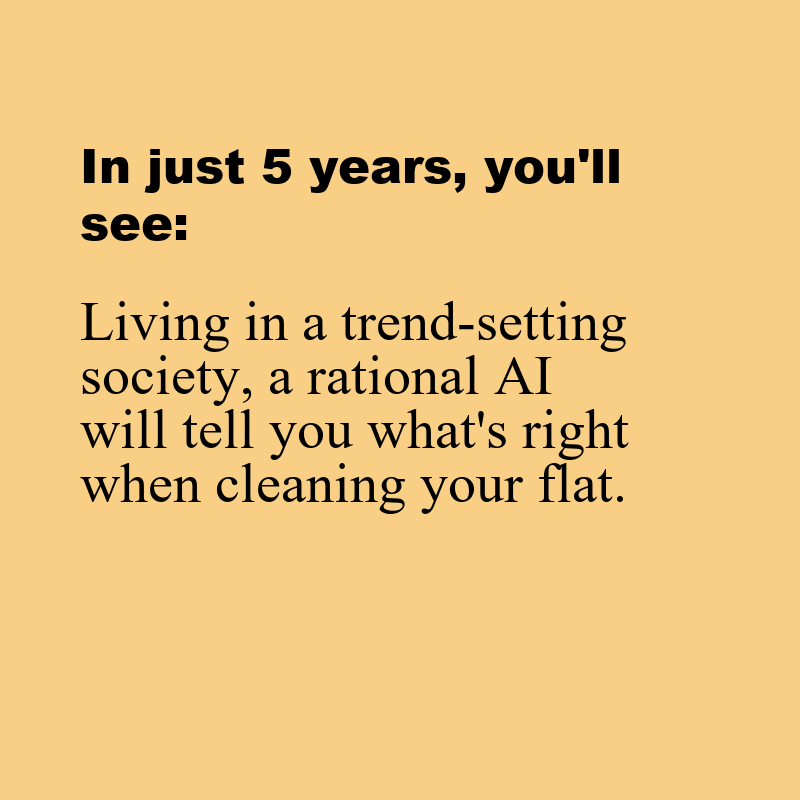 In just 5 years, you'll
see:
Living in a trend-setting
society, a rational AI
will tell you what's right
when cleaning your flat.